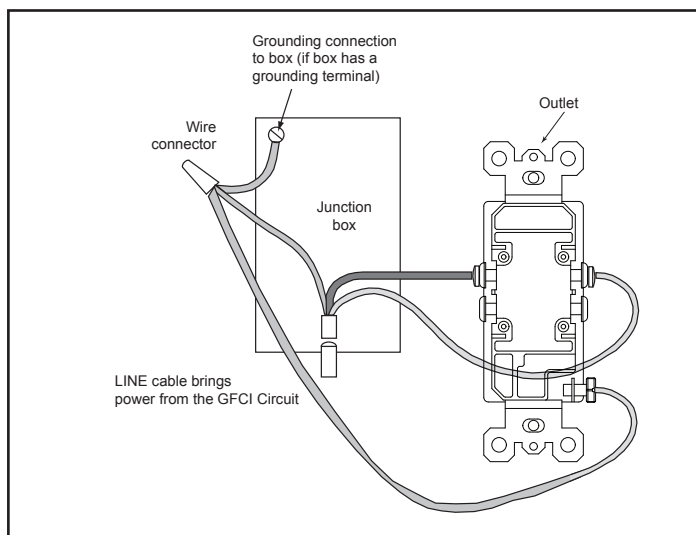 Grounding connection
to box (if box has a
grounding terminal)
Outlet
Wire
connector
Junction
box
LINE cable brings
power from the GFCI Circuit